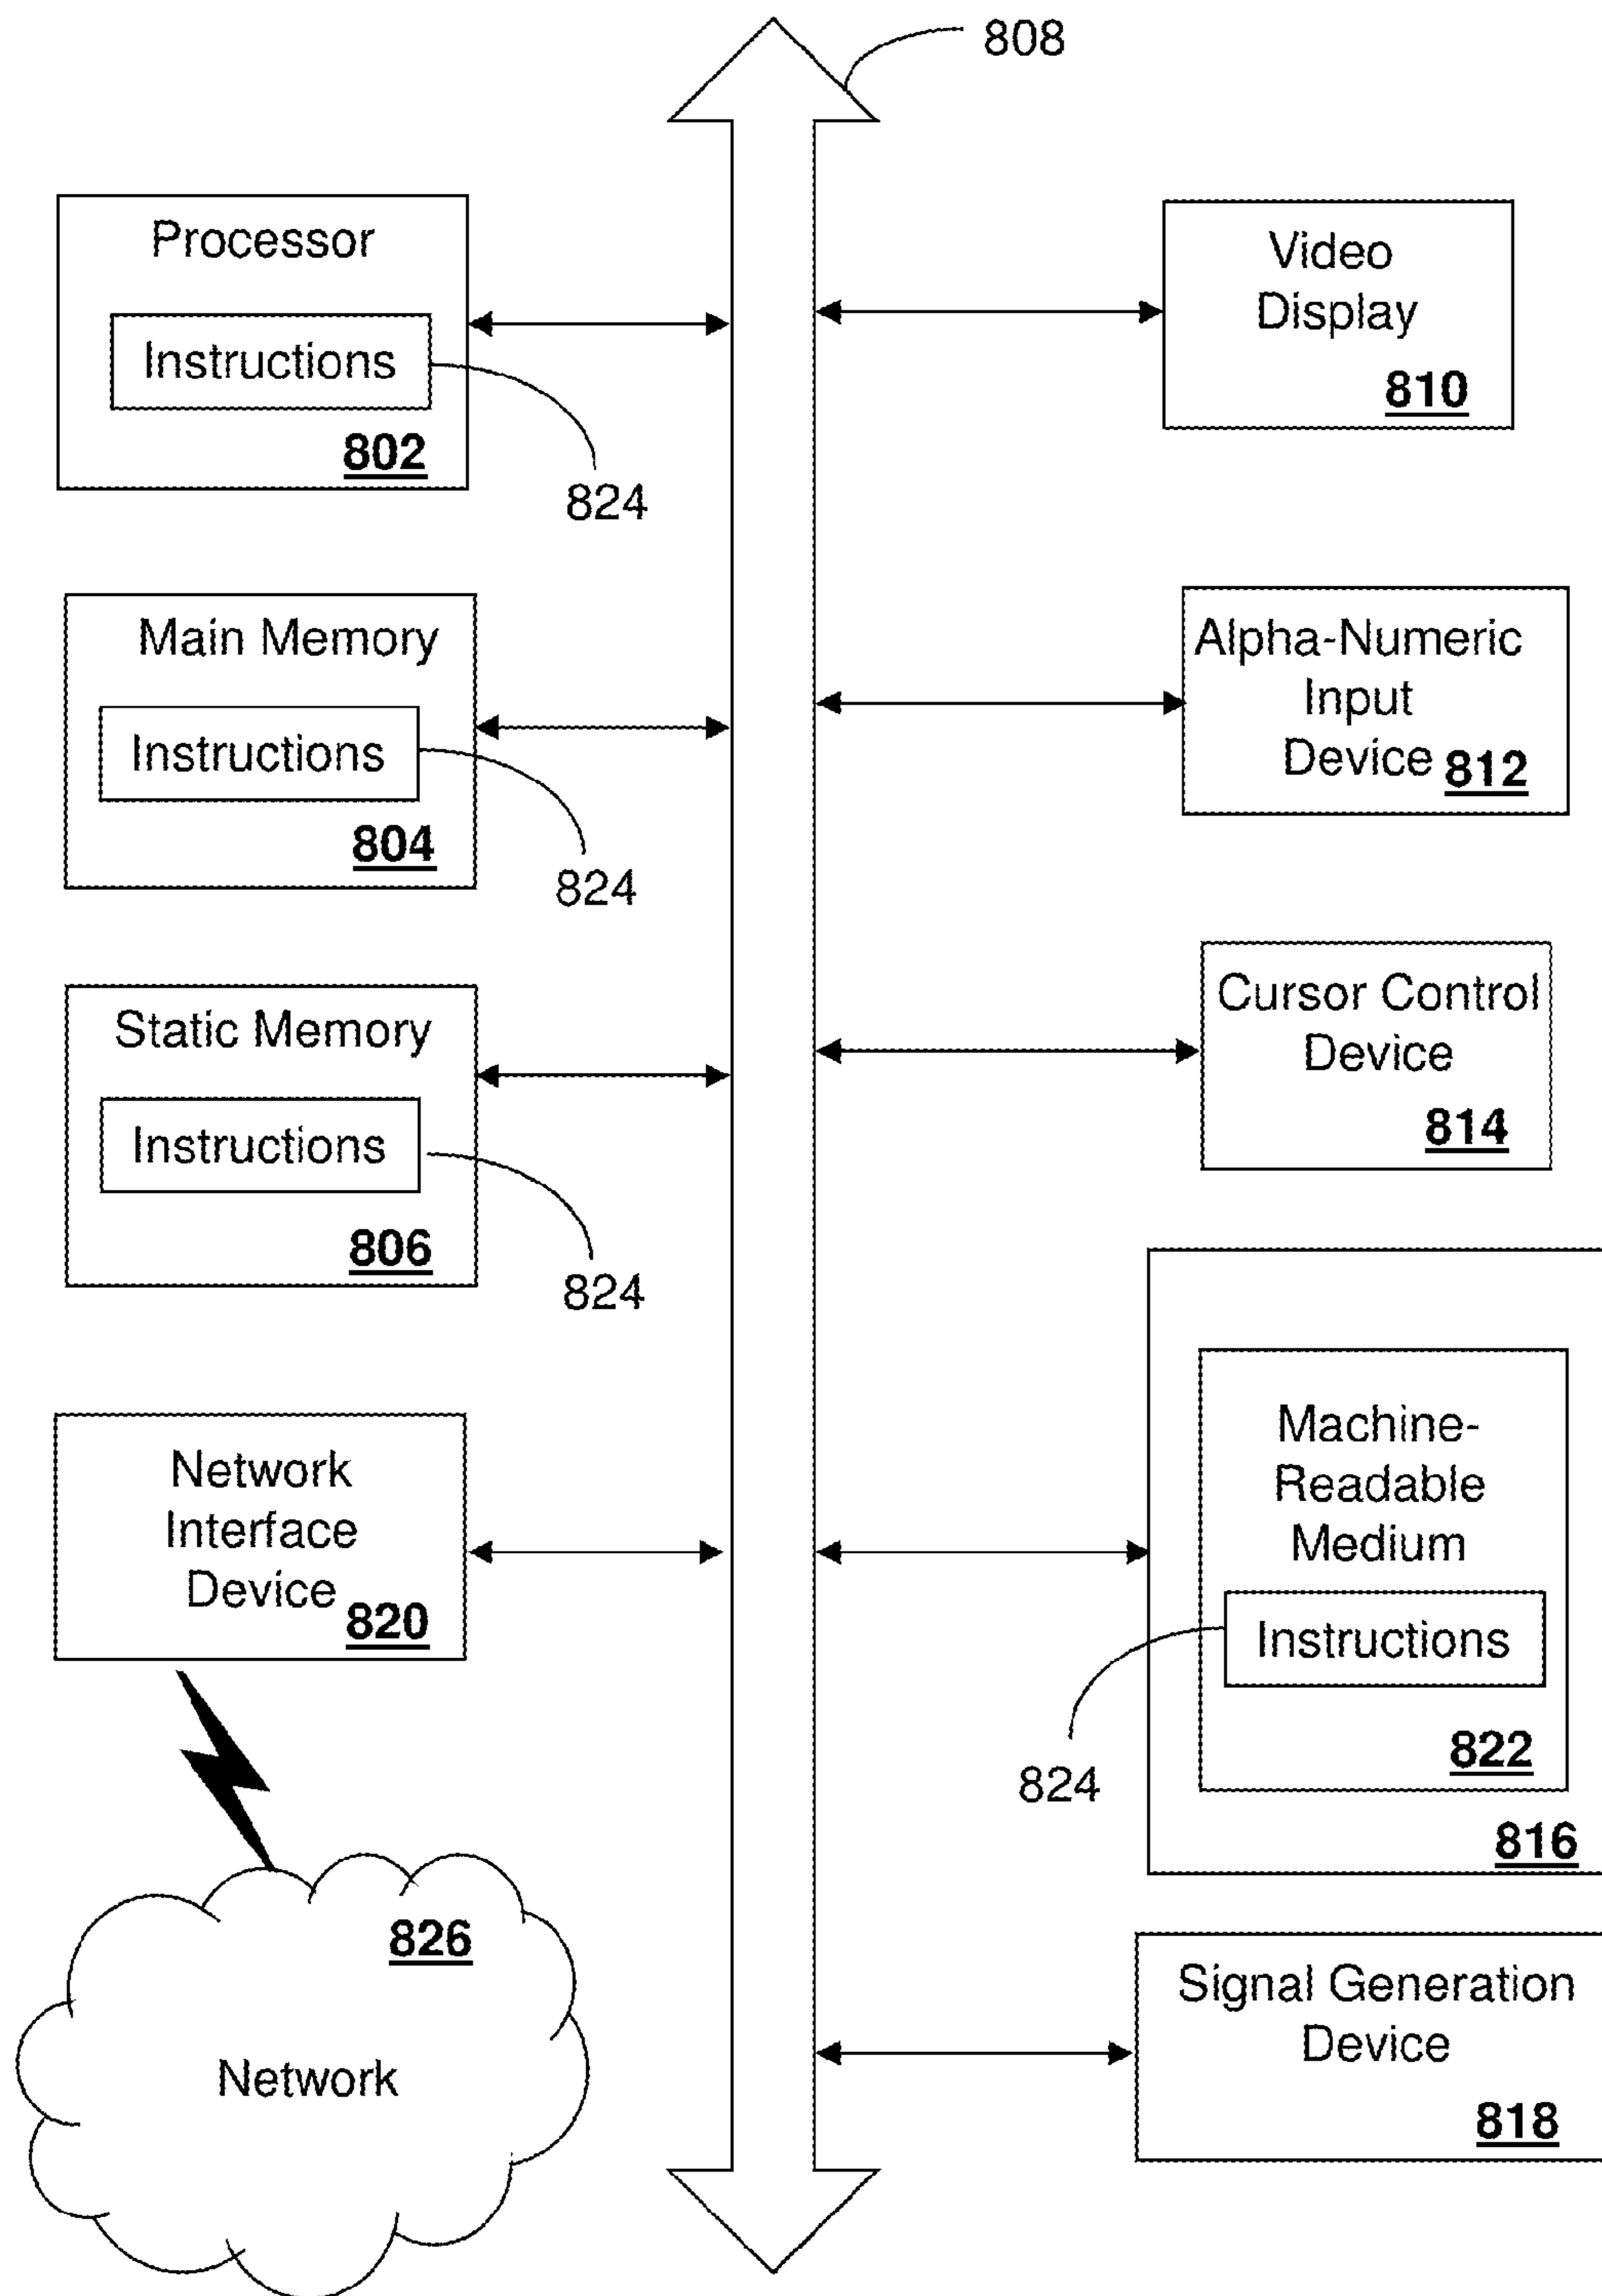 808
Processor
Instructions
802
824
Main Memory
Instructions
804
824
Static Memory
Instructions
806
824
Network
Interface
Device
820
826
Network
Video
Display
810
Alpha-Numeric
Input
Device 812
Cursor Control
Device
814
Machine-
Readable
Medium
Instructions
822
824
816
Signal Generation
Device
818